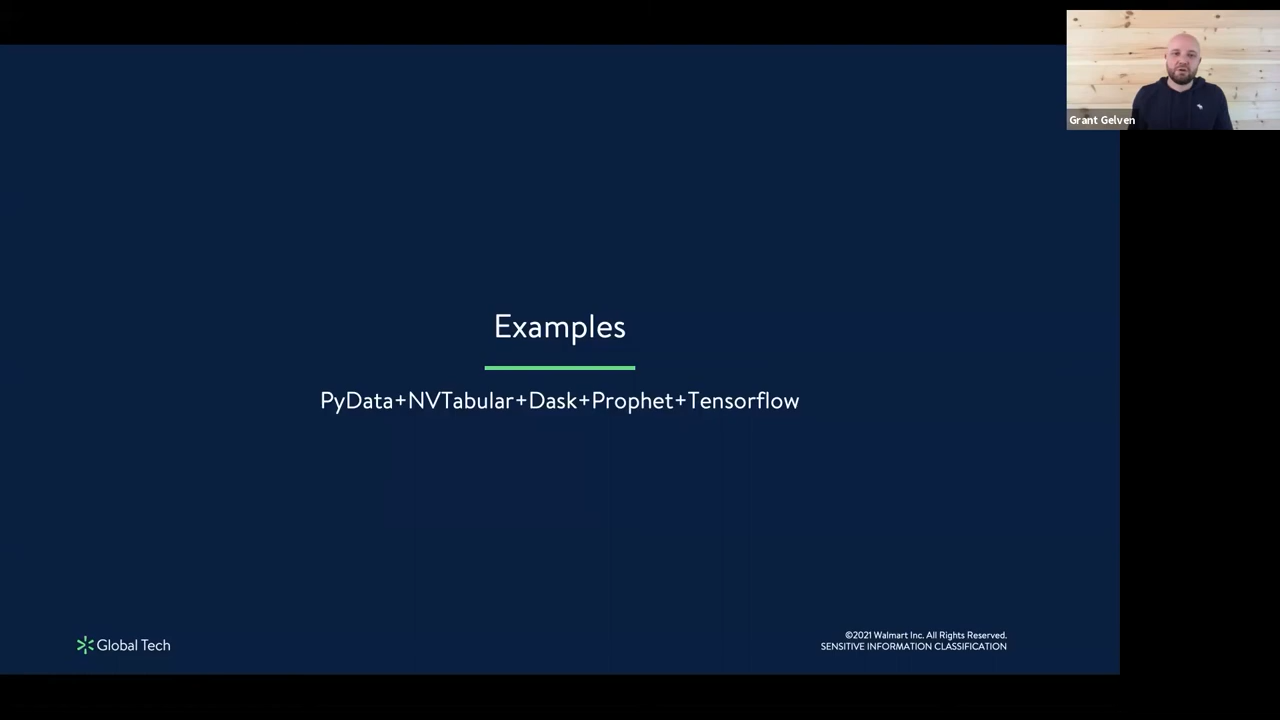 Grant Gelven
Examples
PyData+NVTabular+Dask+Prophet+Tensorflow
Global Tech
©2021 Walmart Inc. All Rights Reserved.
SENSITIVE INFORMATION CLASSIFICATION